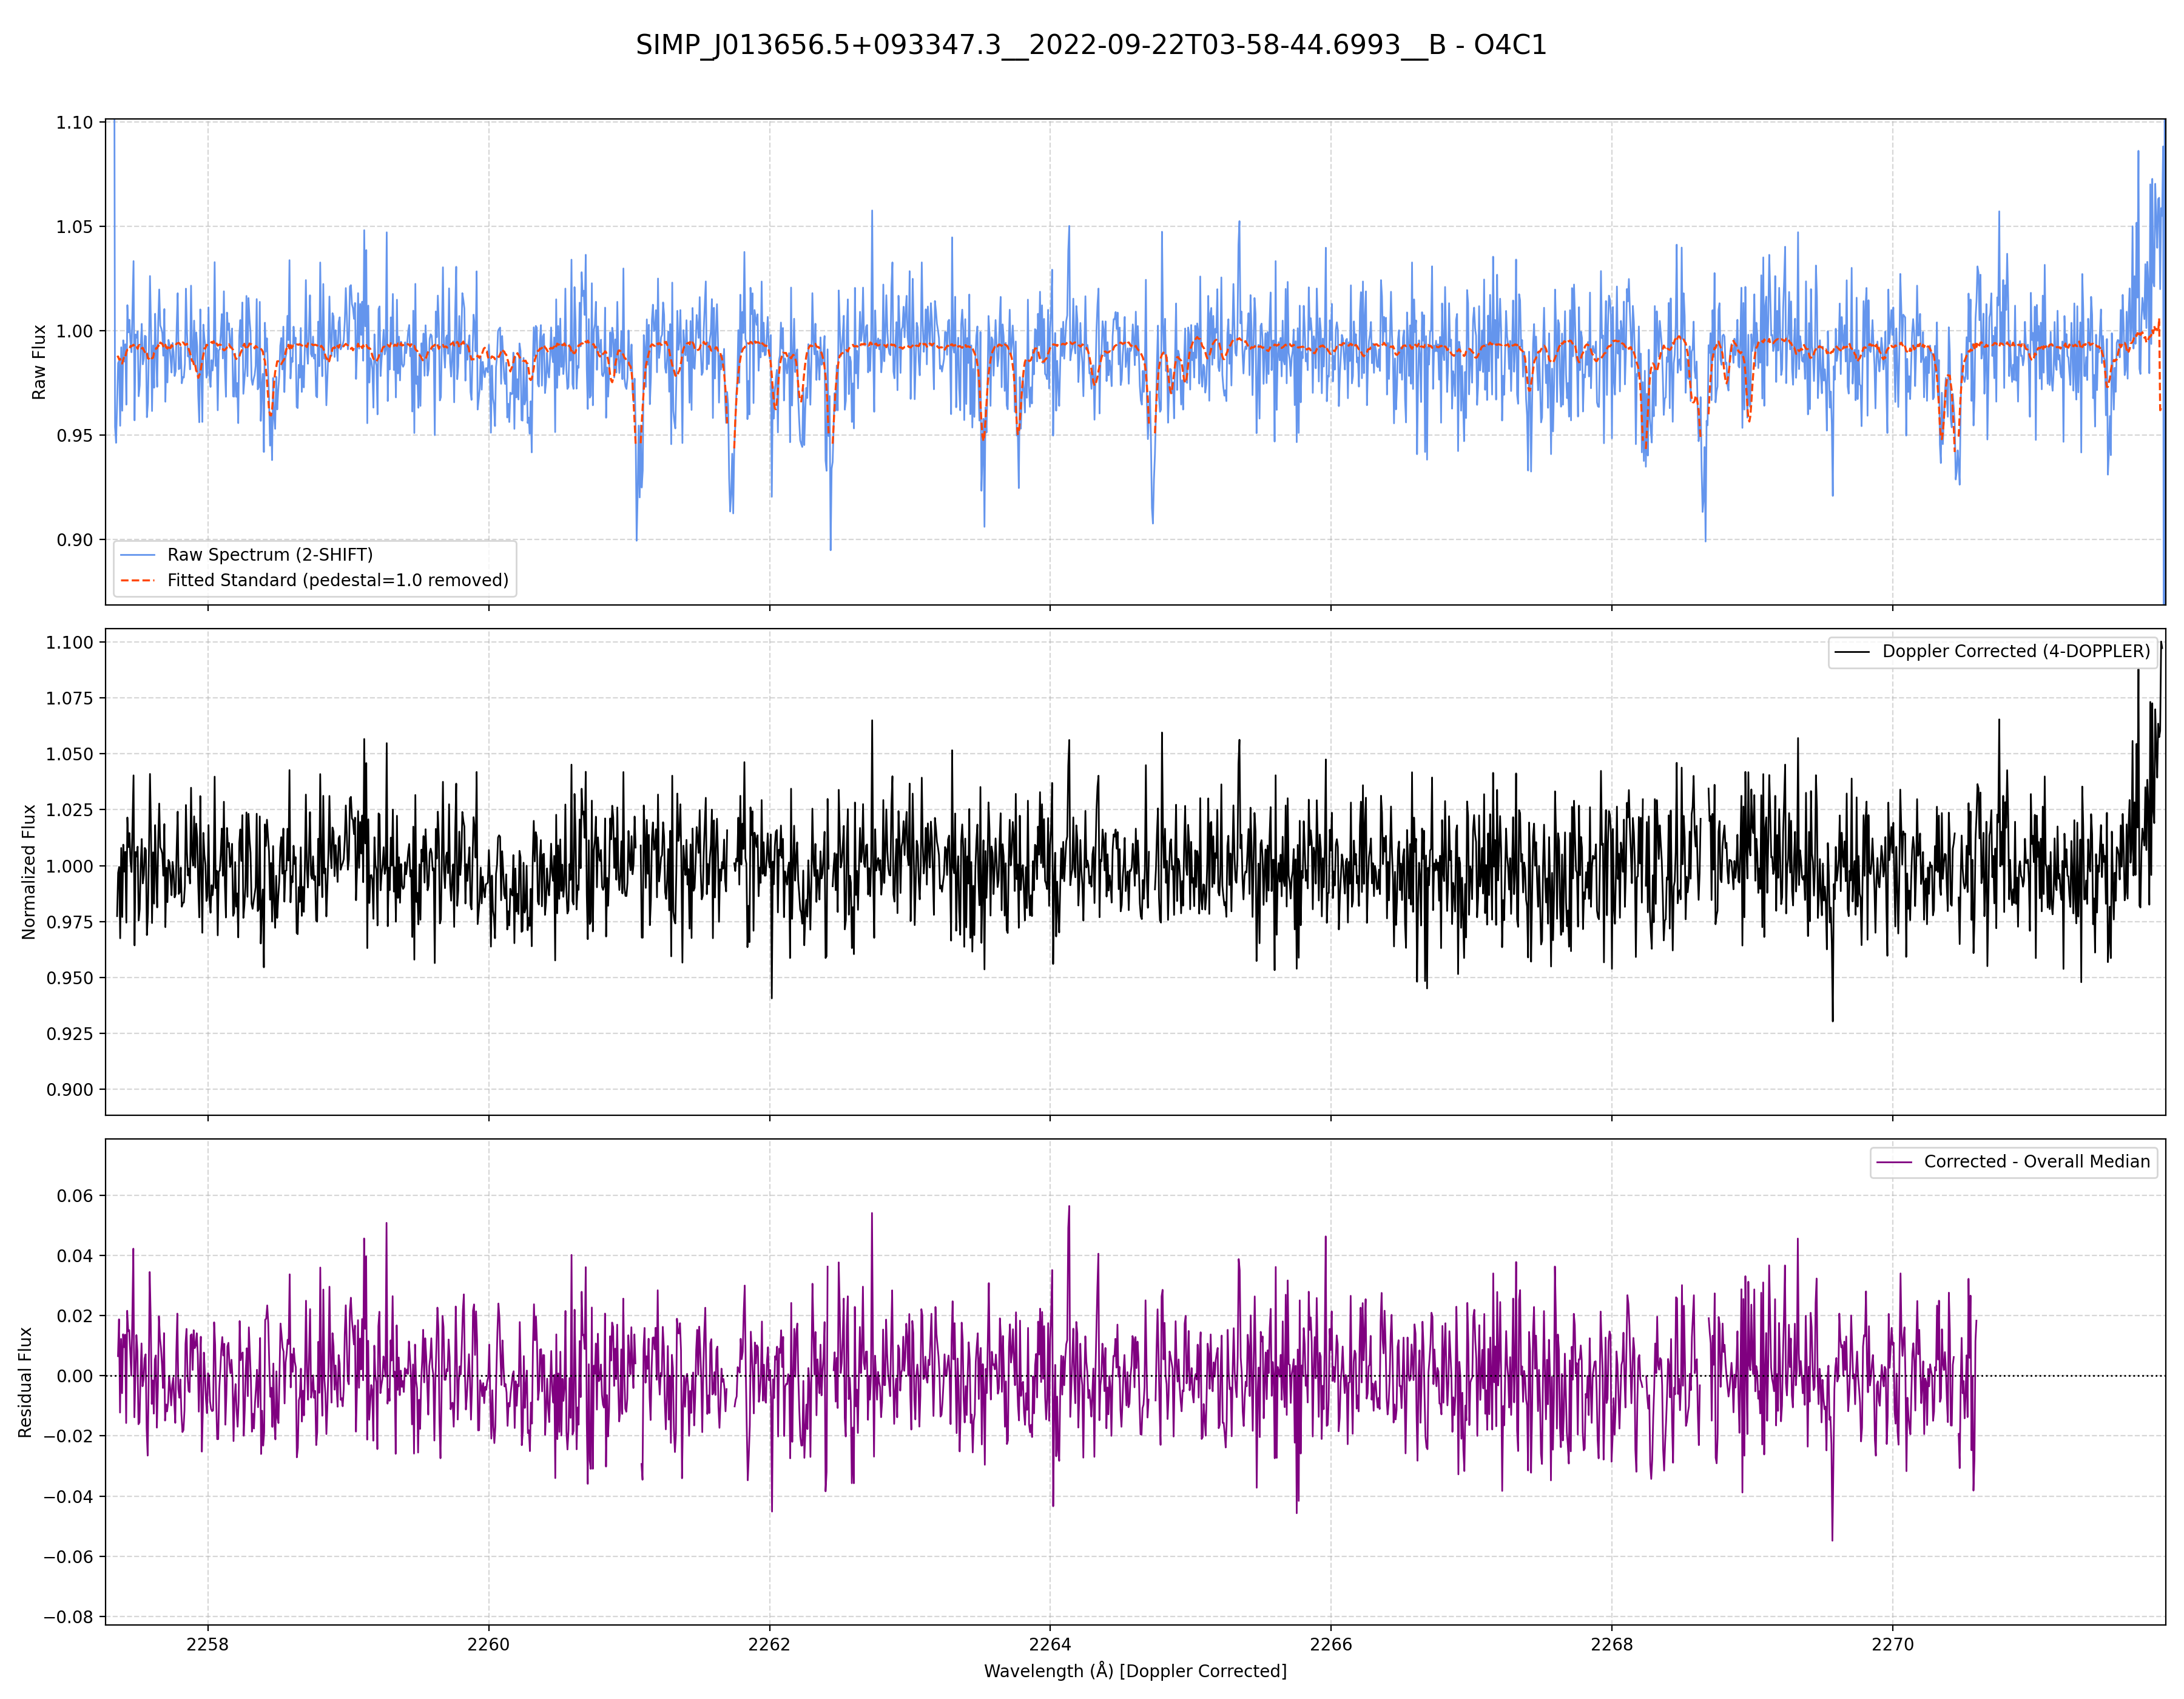 SIMP_J013656.5+093347.3__2022-09-22T03-58-44.6993__B - O4C1
1.10
1.05
1.00
0.95
0.90
Raw Flux
Raw Spectrum (2-SHIFT)
Fitted Standard (pedestal=1.0 removed)
1.100
1.075
1.050
1.025
1.000
0.975
0.950
0.925
0.900
Normalized Flux
Doppler Corrected (4-DOPPLER)
0.06
0.04
0.02
0.00
−0.02
−0.04
−0.06
−0.08
Residual Flux
Corrected - Overall Median
2258 2260 2262 2264 2266 2268 2270
Wavelength (Å) [Doppler Corrected]